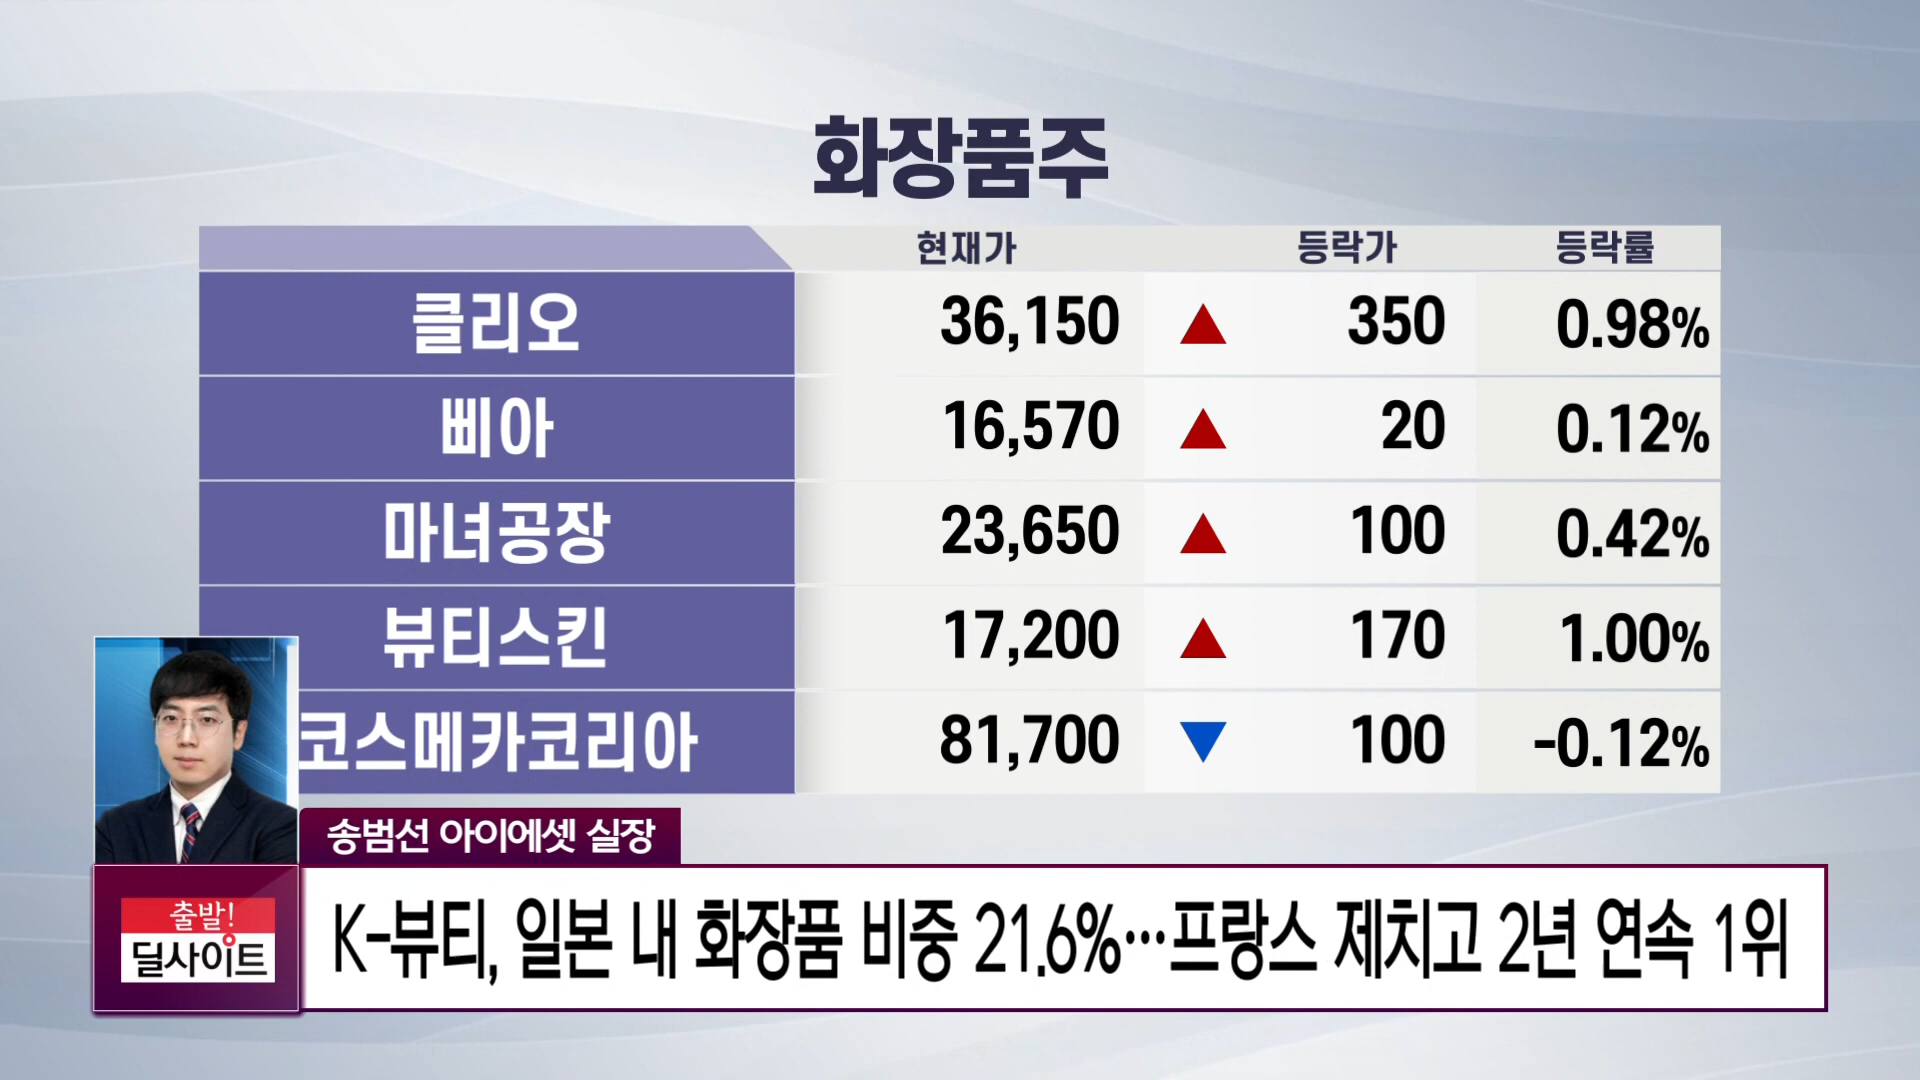 화장품주
현재가 등락가 등락률
클리오 36,150 ▲ 350 0.98%
삐아 16,570 ▲ 20 0.12%
마녀공장 23,650 ▲ 100 0.42%
뷰티스킨 17,200 ▲ 170 1.00%
코스메카코리아 81,700 ▼ 100 -0.12%
송범선 아이에셋 실장
출발!
딜사이트
K-뷰티, 일본 내 화장품 비중 21.6%…프랑스 제치고 2년 연속 1위